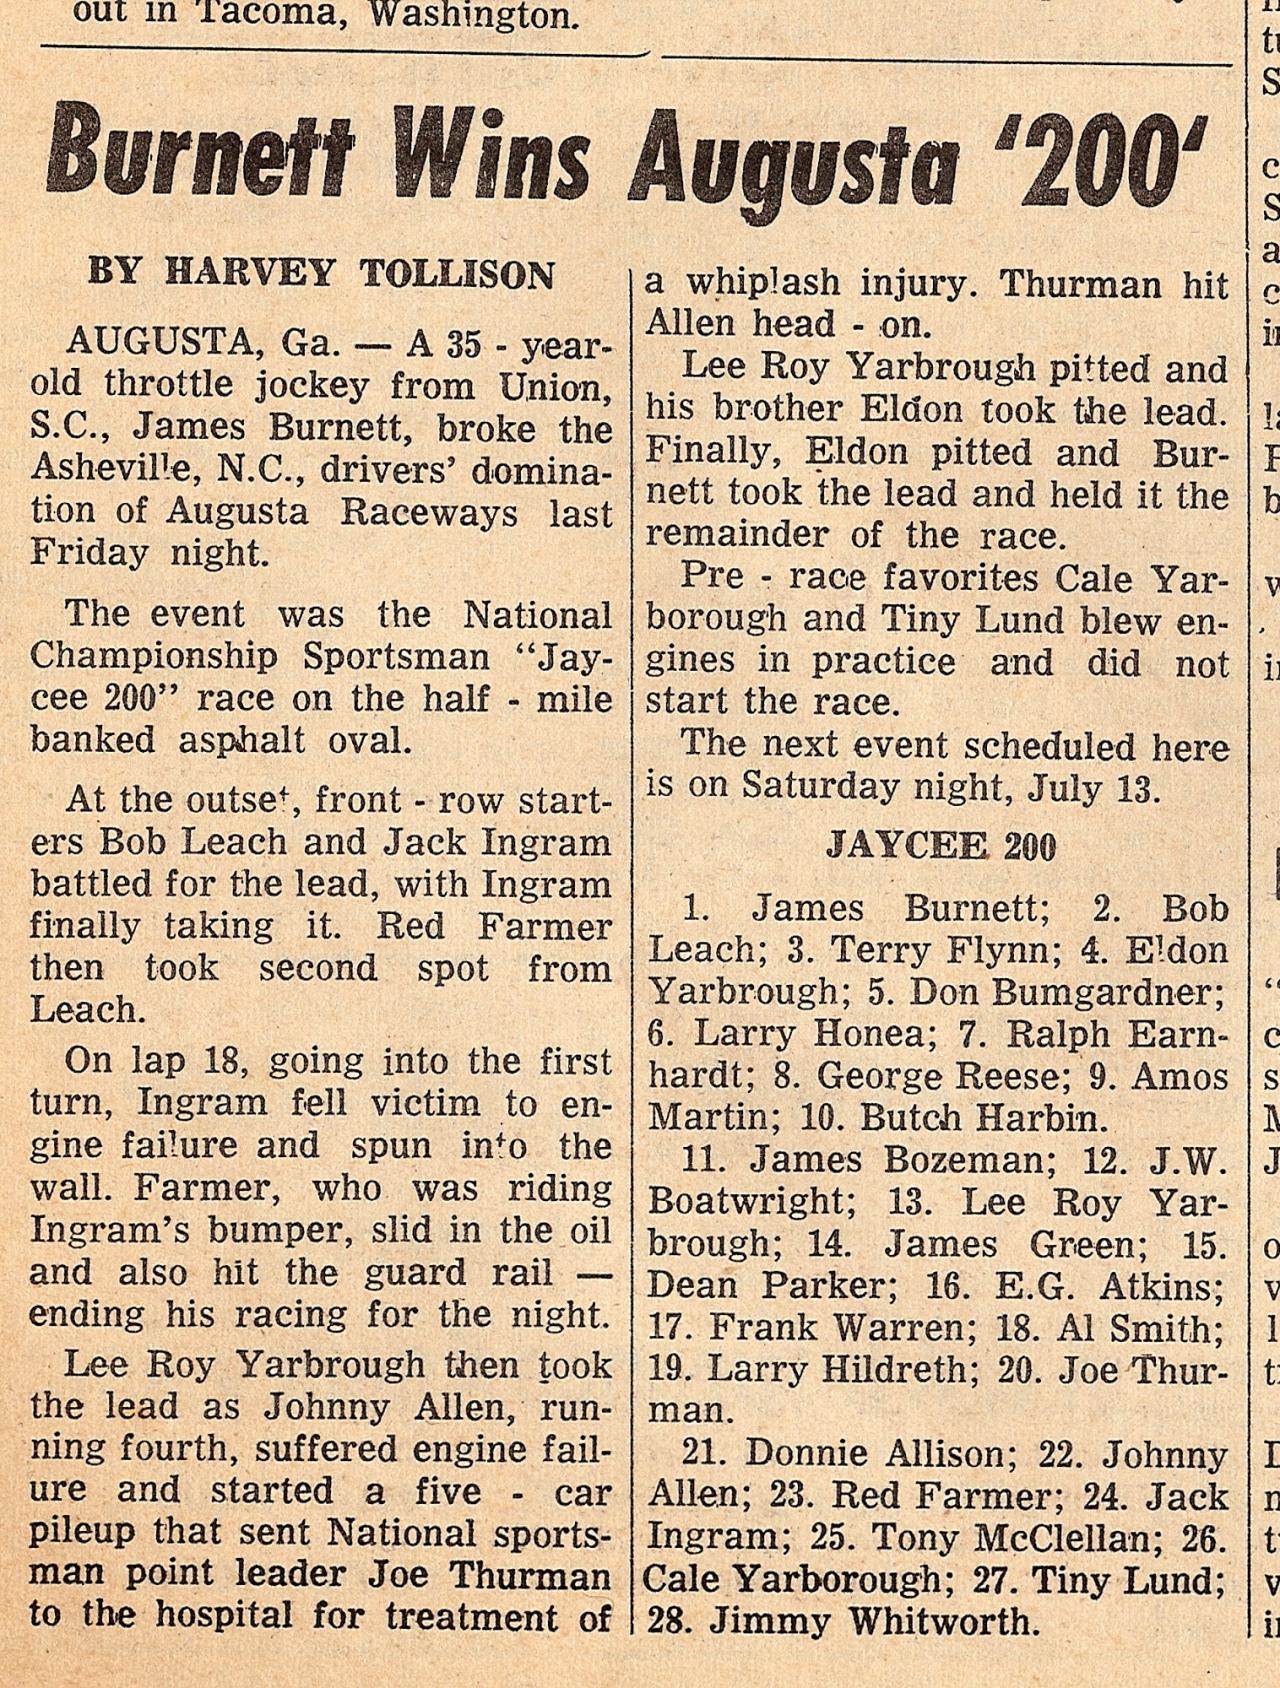 out in Tacoma, Washington.
Burnett Wins Augusta '200'
BY HARVEY TOLLISON
AUGUSTA, Ga. — A 35 - year-
old throttle jockey from Union,
S.C., James Burnett, broke the
Asheville, N.C., drivers' domina-
tion of Augusta Raceways last
Friday night.
The event was the National
Championship Sportsman "Jay-
cee 200" race on the half - mile
banked asphalt oval.
At the outset, front - row start-
ers Bob Leach and Jack Ingram
battled for the lead, with Ingram
finally taking it. Red Farmer
then took second spot from
Leach.
On lap 18, going into the first
turn, Ingram fell victim to en-
gine failure and spun into the
wall. Farmer, who was riding
Ingram's bumper, slid in the oil
and also hit the guard rail —
ending his racing for the night.
Lee Roy Yarbrough then took
the lead as Johnny Allen, run-
ning fourth, suffered engine fail-
ure and started a five - car
pileup that sent National sports-
man point leader Joe Thurman
to the hospital for treatment of
a whiplash injury. Thurman hit
Allen head - on.
Lee Roy Yarbrough pitted and
his brother Eldon took the lead.
Finally, Eldon pitted and Bur-
nett took the lead and held it the
remainder of the race.
Pre - race favorites Cale Yar-
borough and Tiny Lund blew en-
gines in practice and did not
start the race.
The next event scheduled here
is on Saturday night, July 13.
JAYCEE 200
1. James Burnett; 2. Bob
Leach; 3. Terry Flynn; 4. Eldon
Yarbrough; 5. Don Bumgardner;
6. Larry Honea; 7. Ralph Earn-
hardt; 8. George Reese; 9. Amos
Martin; 10. Butch Harbin.
11. James Bozeman; 12. J.W.
Boatwright; 13. Lee Roy Yar-
brough; 14. James Green; 15.
Dean Parker; 16. E.G. Atkins;
17. Frank Warren; 18. Al Smith;
19. Larry Hildreth; 20. Joe Thur-
man.
21. Donnie Allison; 22. Johnny
Allen; 23. Red Farmer; 24. Jack
Ingram; 25. Tony McClellan; 26.
Cale Yarborough; 27. Tiny Lund;
28. Jimmy Whitworth.